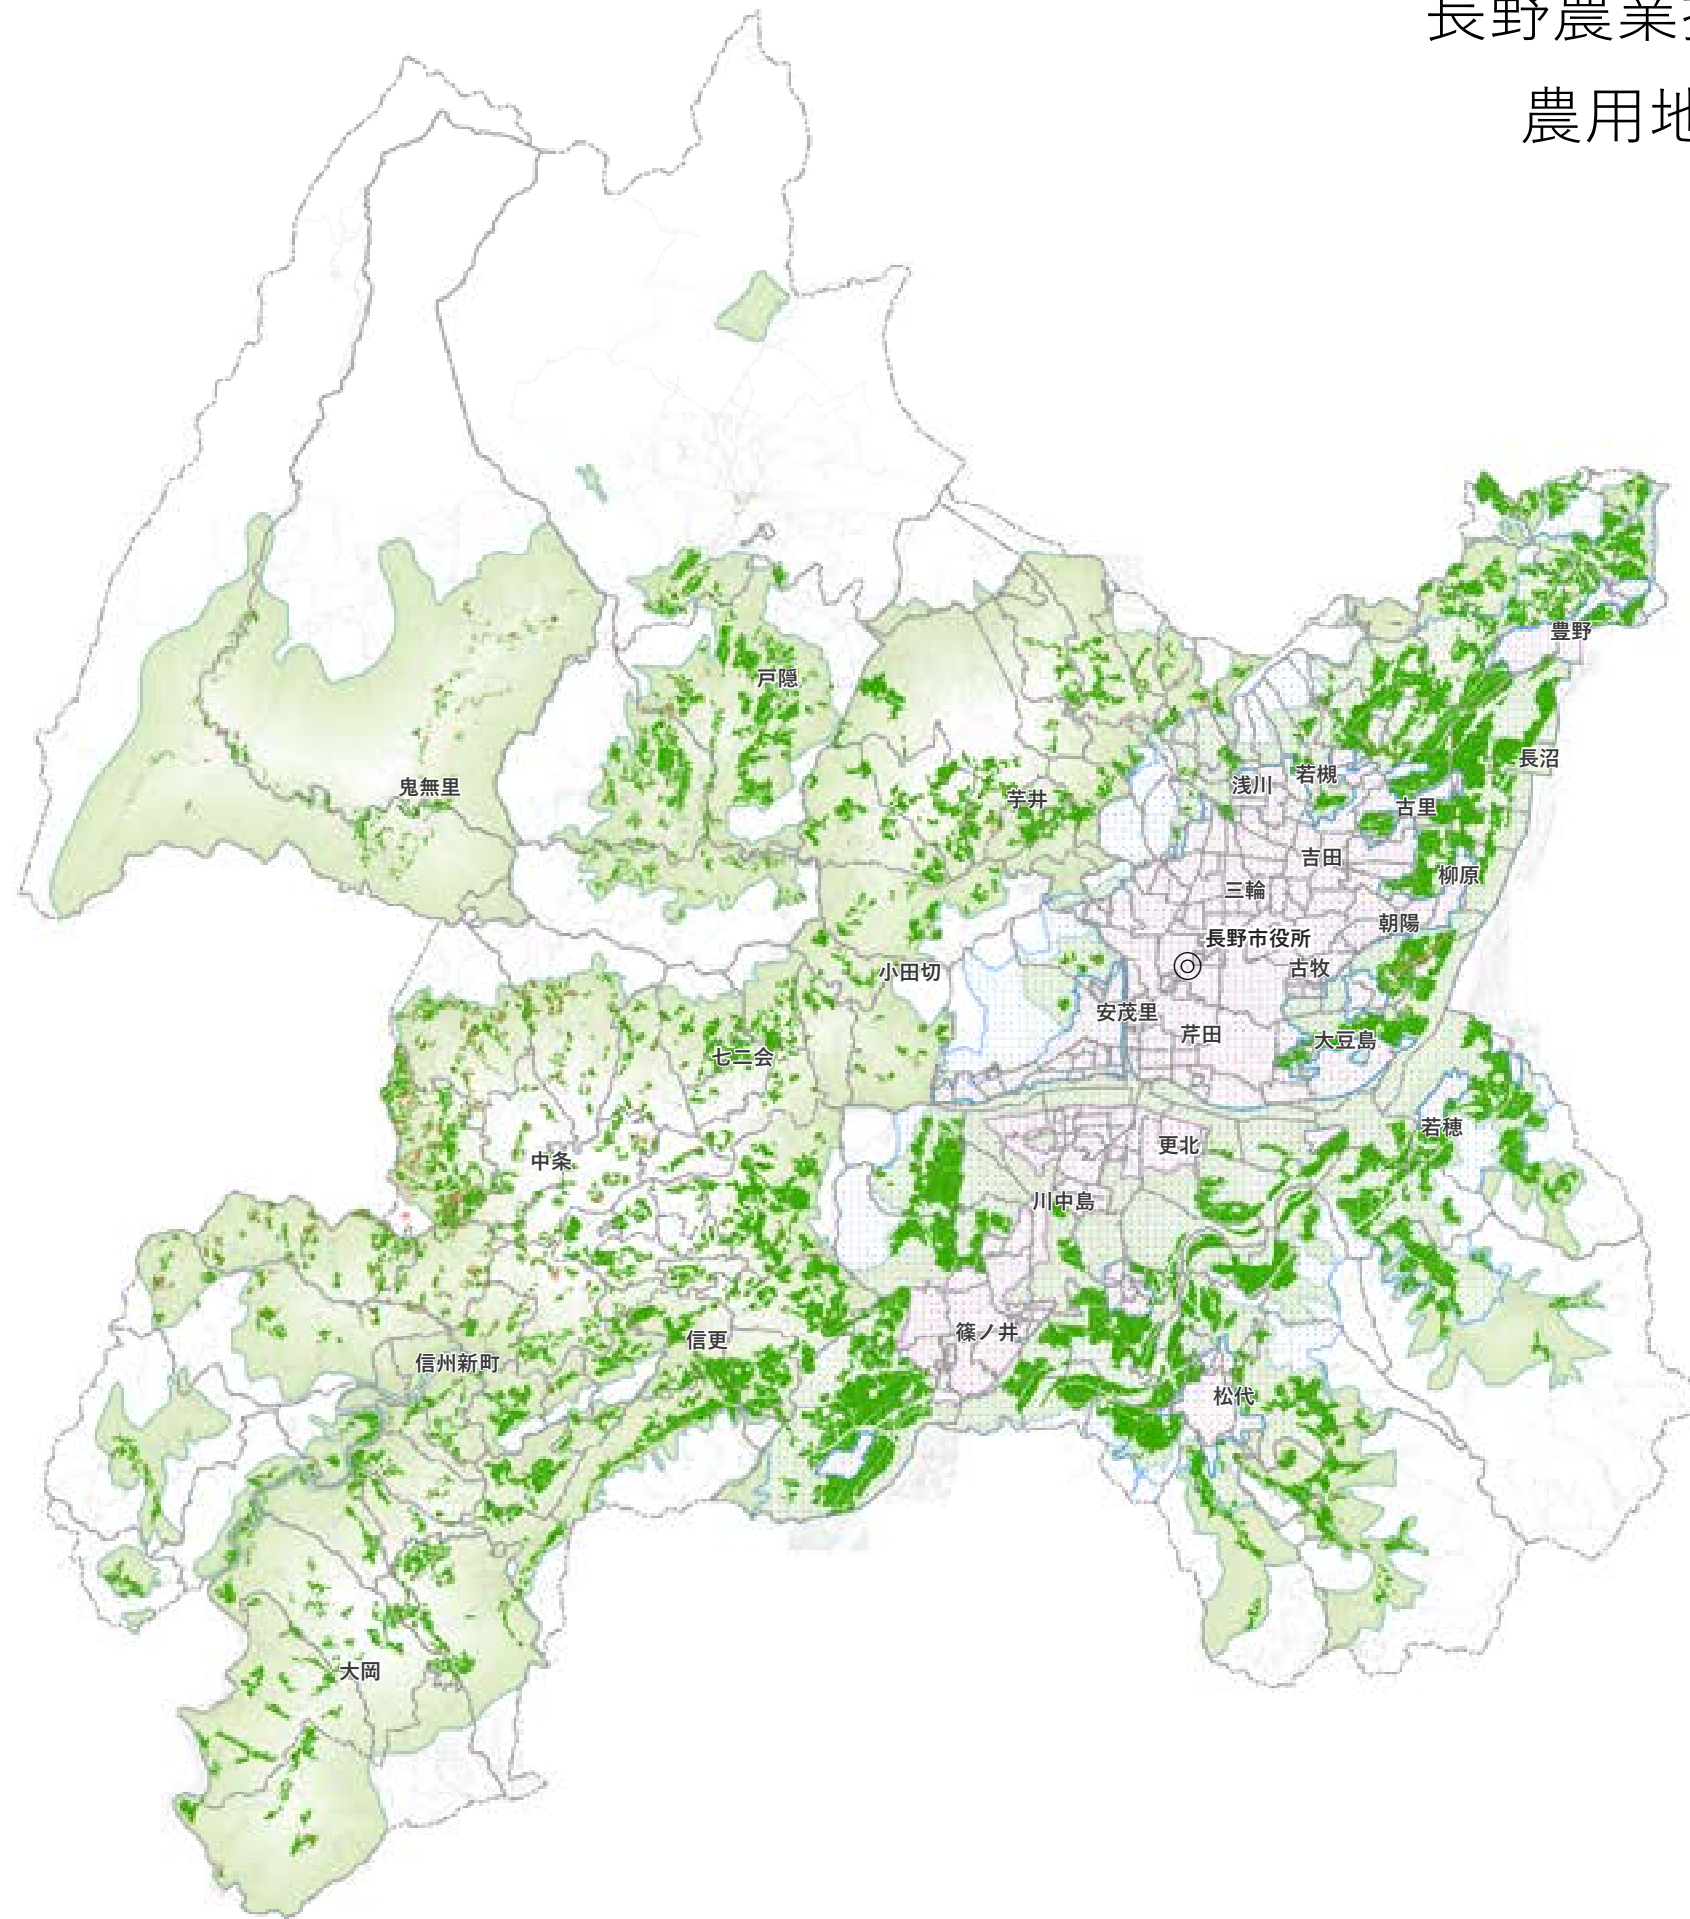 長野農業
農用地
豊野
戸隠
長沼
鬼無里
若槻
浅川
芋井
古里
吉田
柳原
三輪
朝陽
長野市役所
古牧
小田切
安茂里
芹田
大豆島
七二会
若穂
更北
中条
川中島
篠ノ井
信更
信州新町
松代
大岡